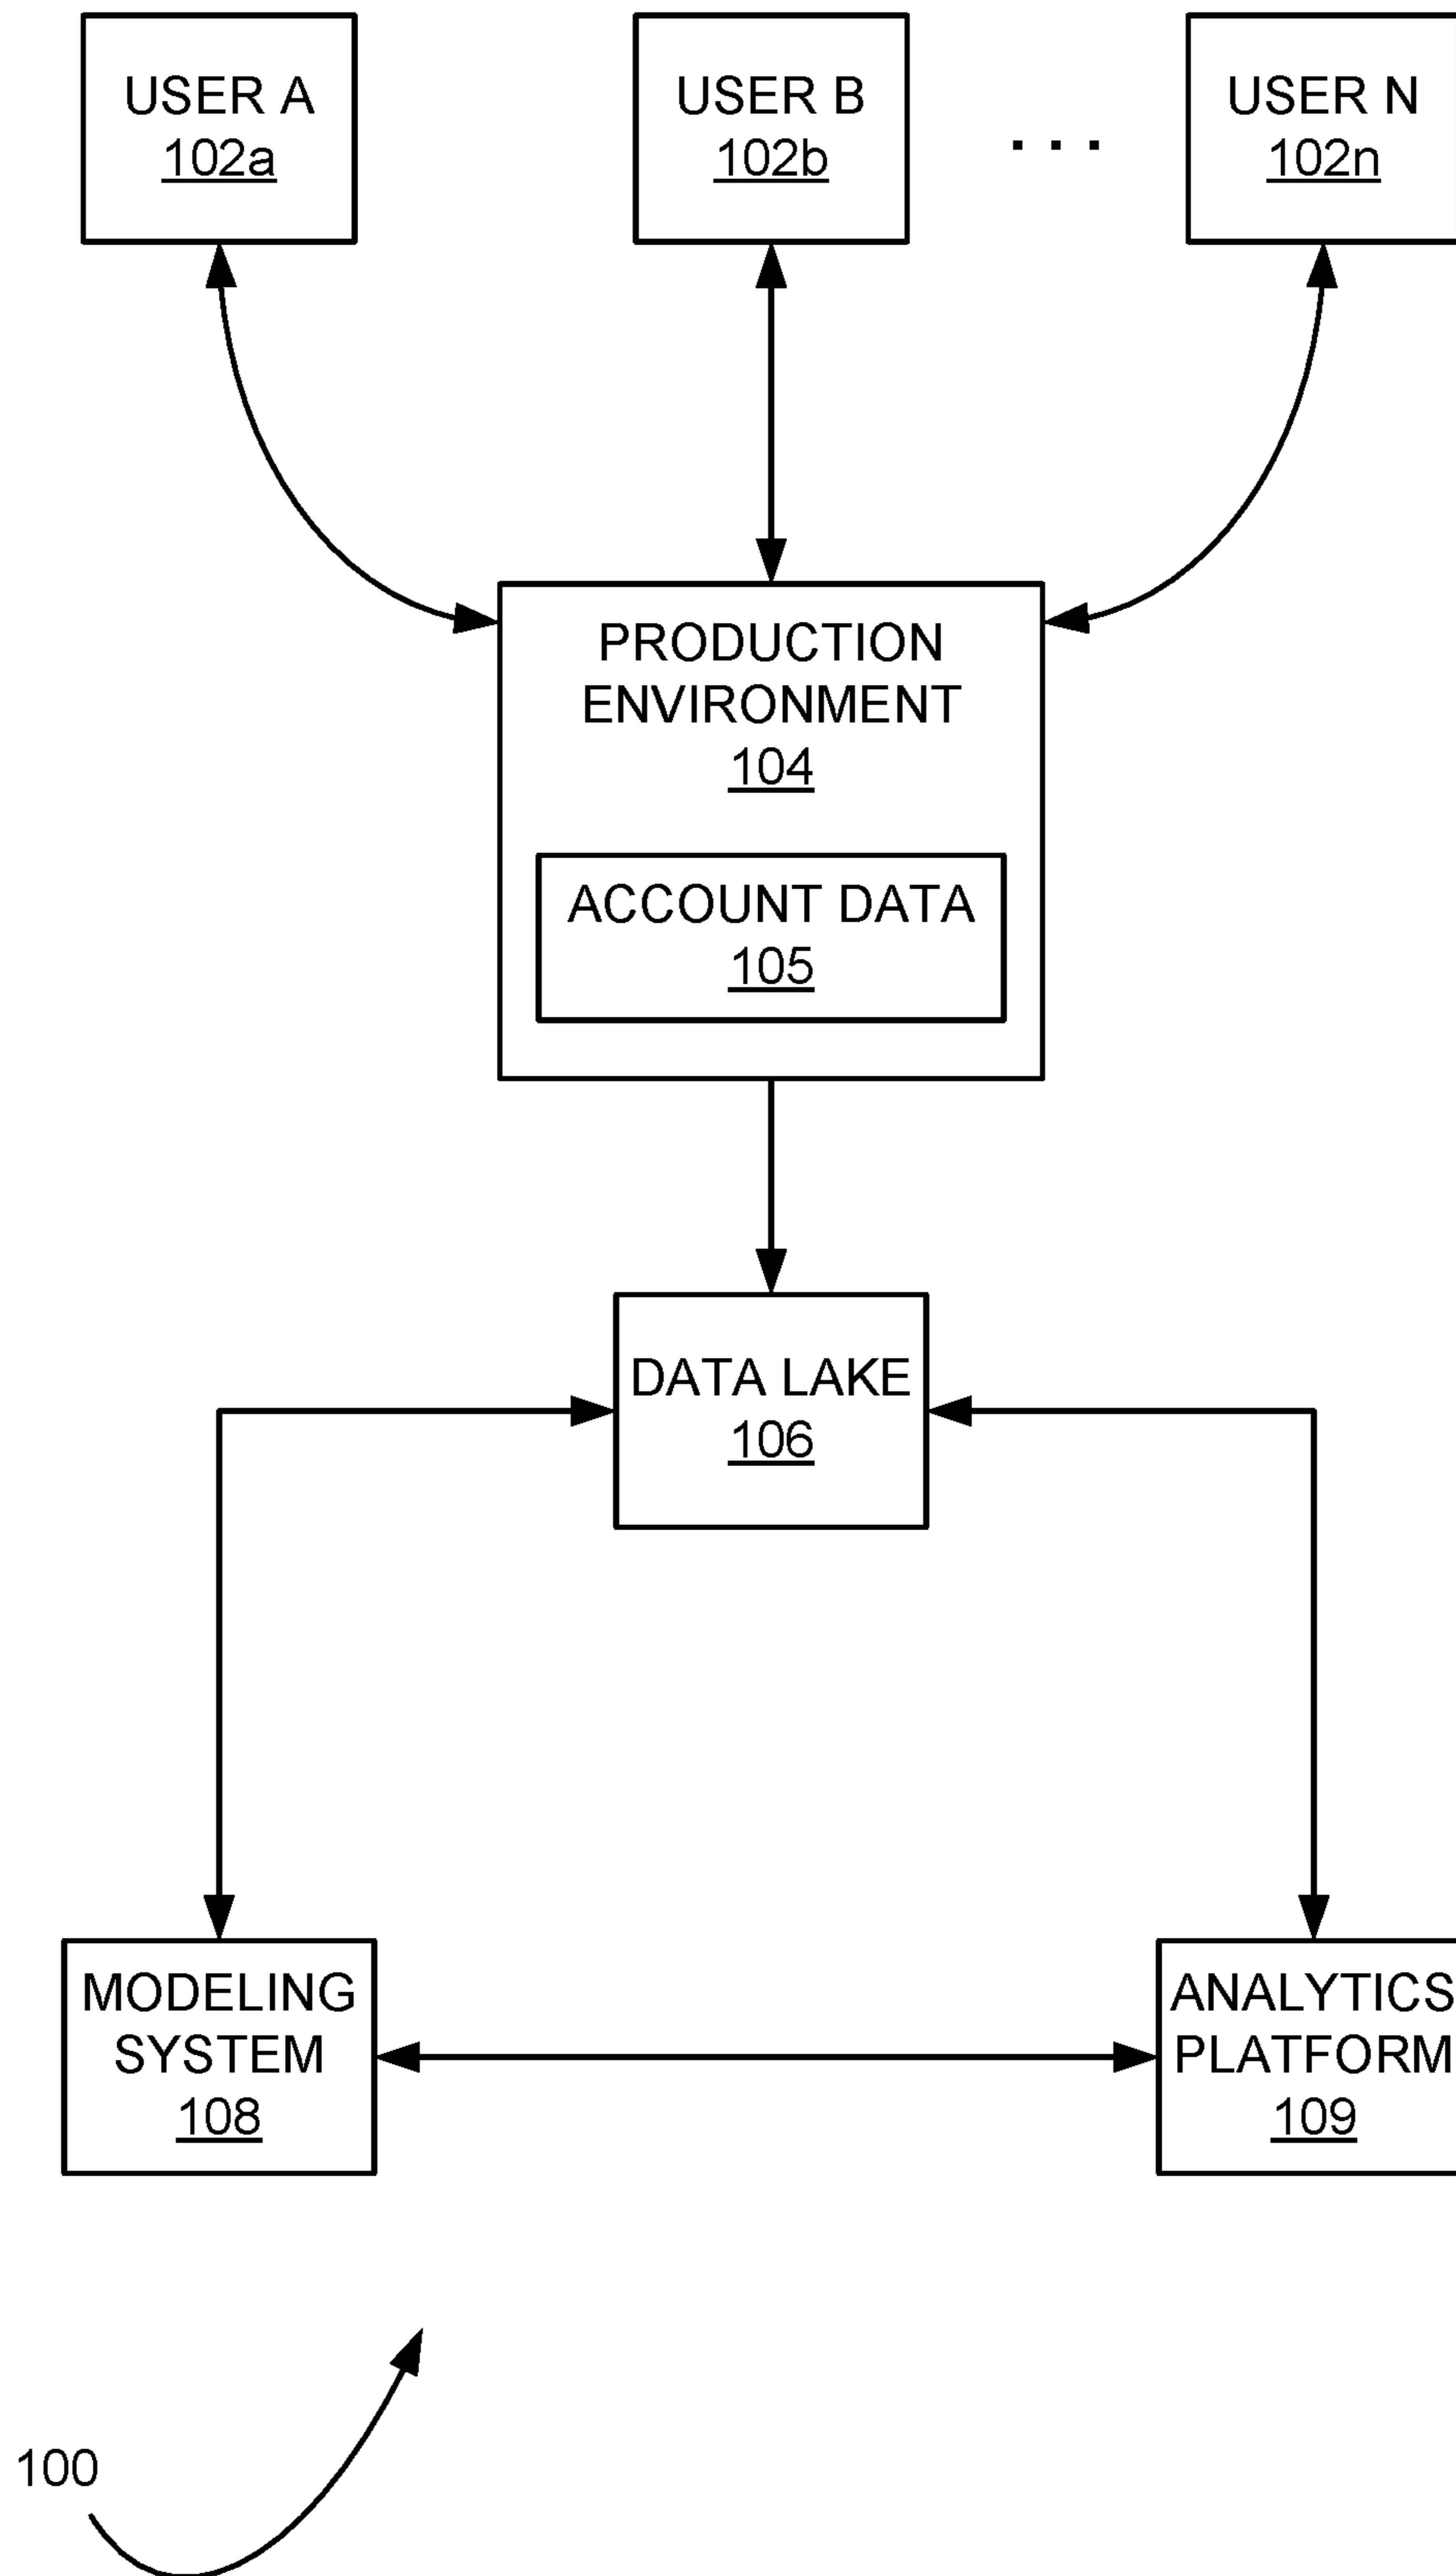 USER A
102a
USER B
102b
. . .
USER N
102n
PRODUCTION
ENVIRONMENT
104
ACCOUNT DATA
105
DATA LAKE
106
MODELING
SYSTEM
108
ANALYTICS
PLATFORM
109
100